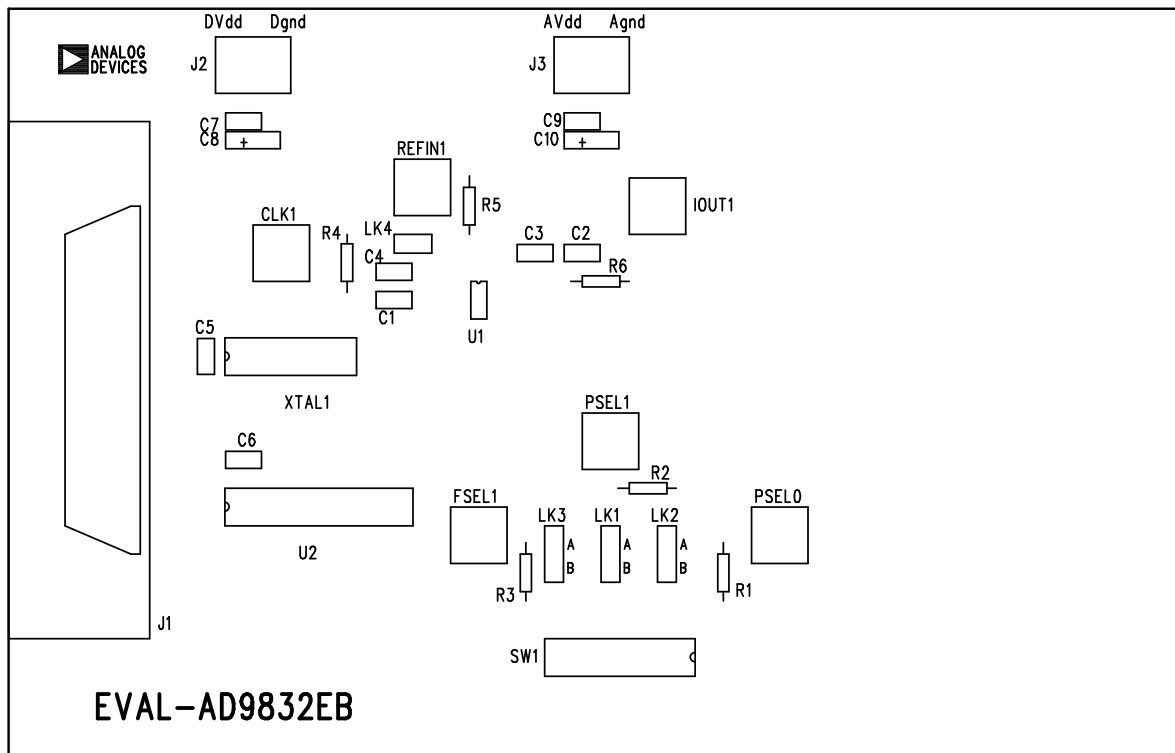 DVdd Dgnd
AVdd Agnd
ANALOG
DEVICES
J2
J3
C7
C8
+
C9
C10
+
REFIN1
R5
IOUT1
CLK1
R4
LK4
C3
C2
C4
R6
C1
U1
C5
XTAL1
PSEL1
C6
R2
FSEL1
LK3
LK1
LK2
PSEL0
A
A
A
B
B
B
U2
R3
R1
J1
SW1
EVAL-AD9832EB